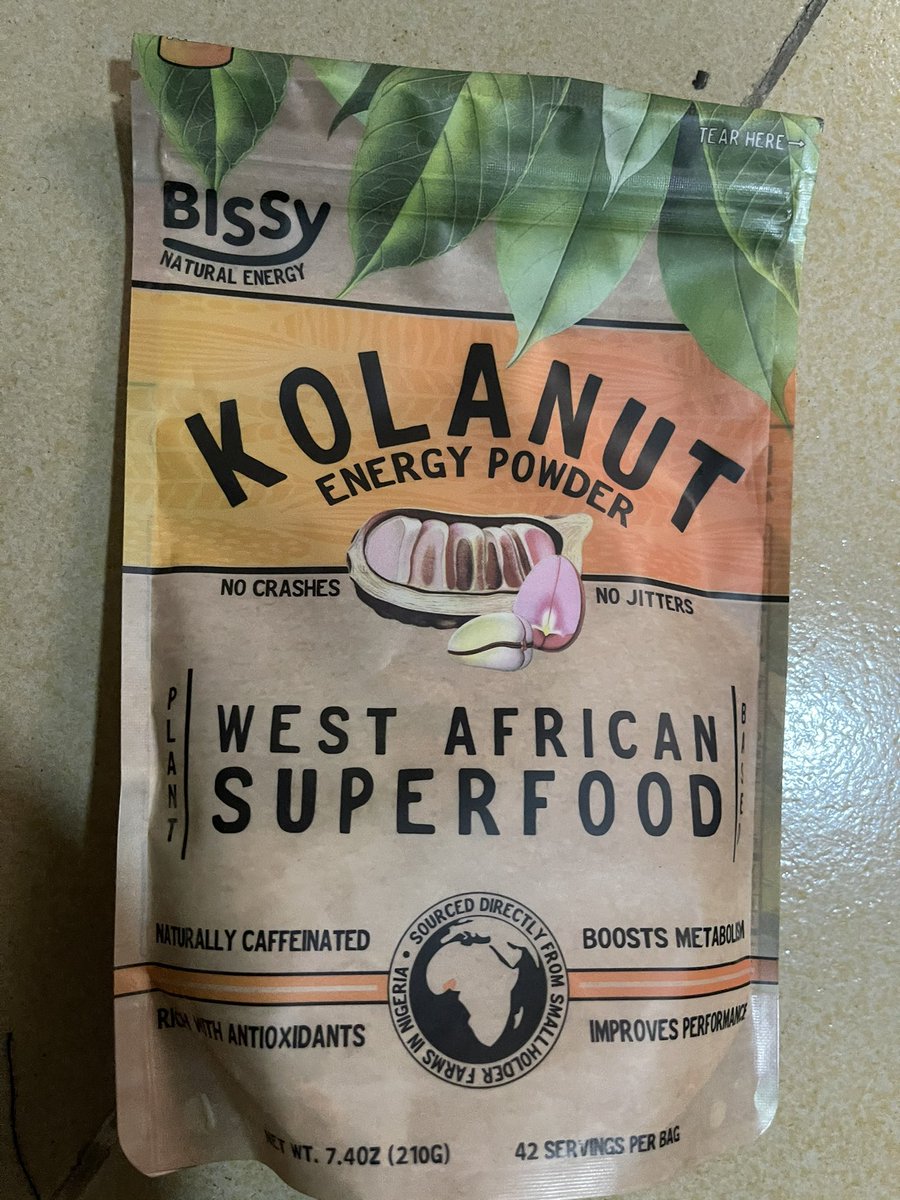 TEAR HERE→
BISSY
NATURAL ENERGY
KOLANUT
ENERGY POWDER
NO CRASHES
NO JITTERS
PLANT
WEST AFRICAN
SUPERFOOD
NATURALLY CAFFEINATED
BOOSTS METABOLISM
RICH WITH ANTIOXIDANTS
IMPROVES PERFORMANCE
• SOURCED DIRECTLY FROM SMALLHOLDER FARMS IN NIGERIA
NET WT. 7.4OZ (210G)
42 SERVINGS PER BAG